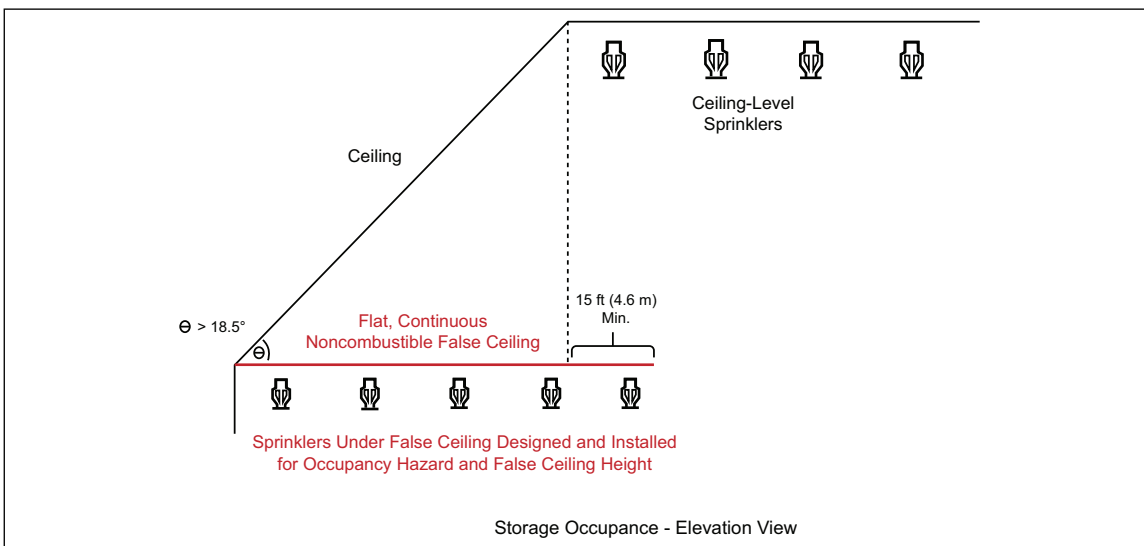 Ceiling-Level
Sprinklers
Ceiling
15 ft (4.6 m)
Min.
Flat, Continuous
Noncombustible False Ceiling
Θ > 18.5°
Θ
Sprinklers Under False Ceiling Designed and Installed
for Occupancy Hazard and False Ceiling Height
Storage Occupance - Elevation View